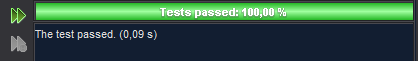 Tests passed: 100,00 %
The test passed. (0,09 s)